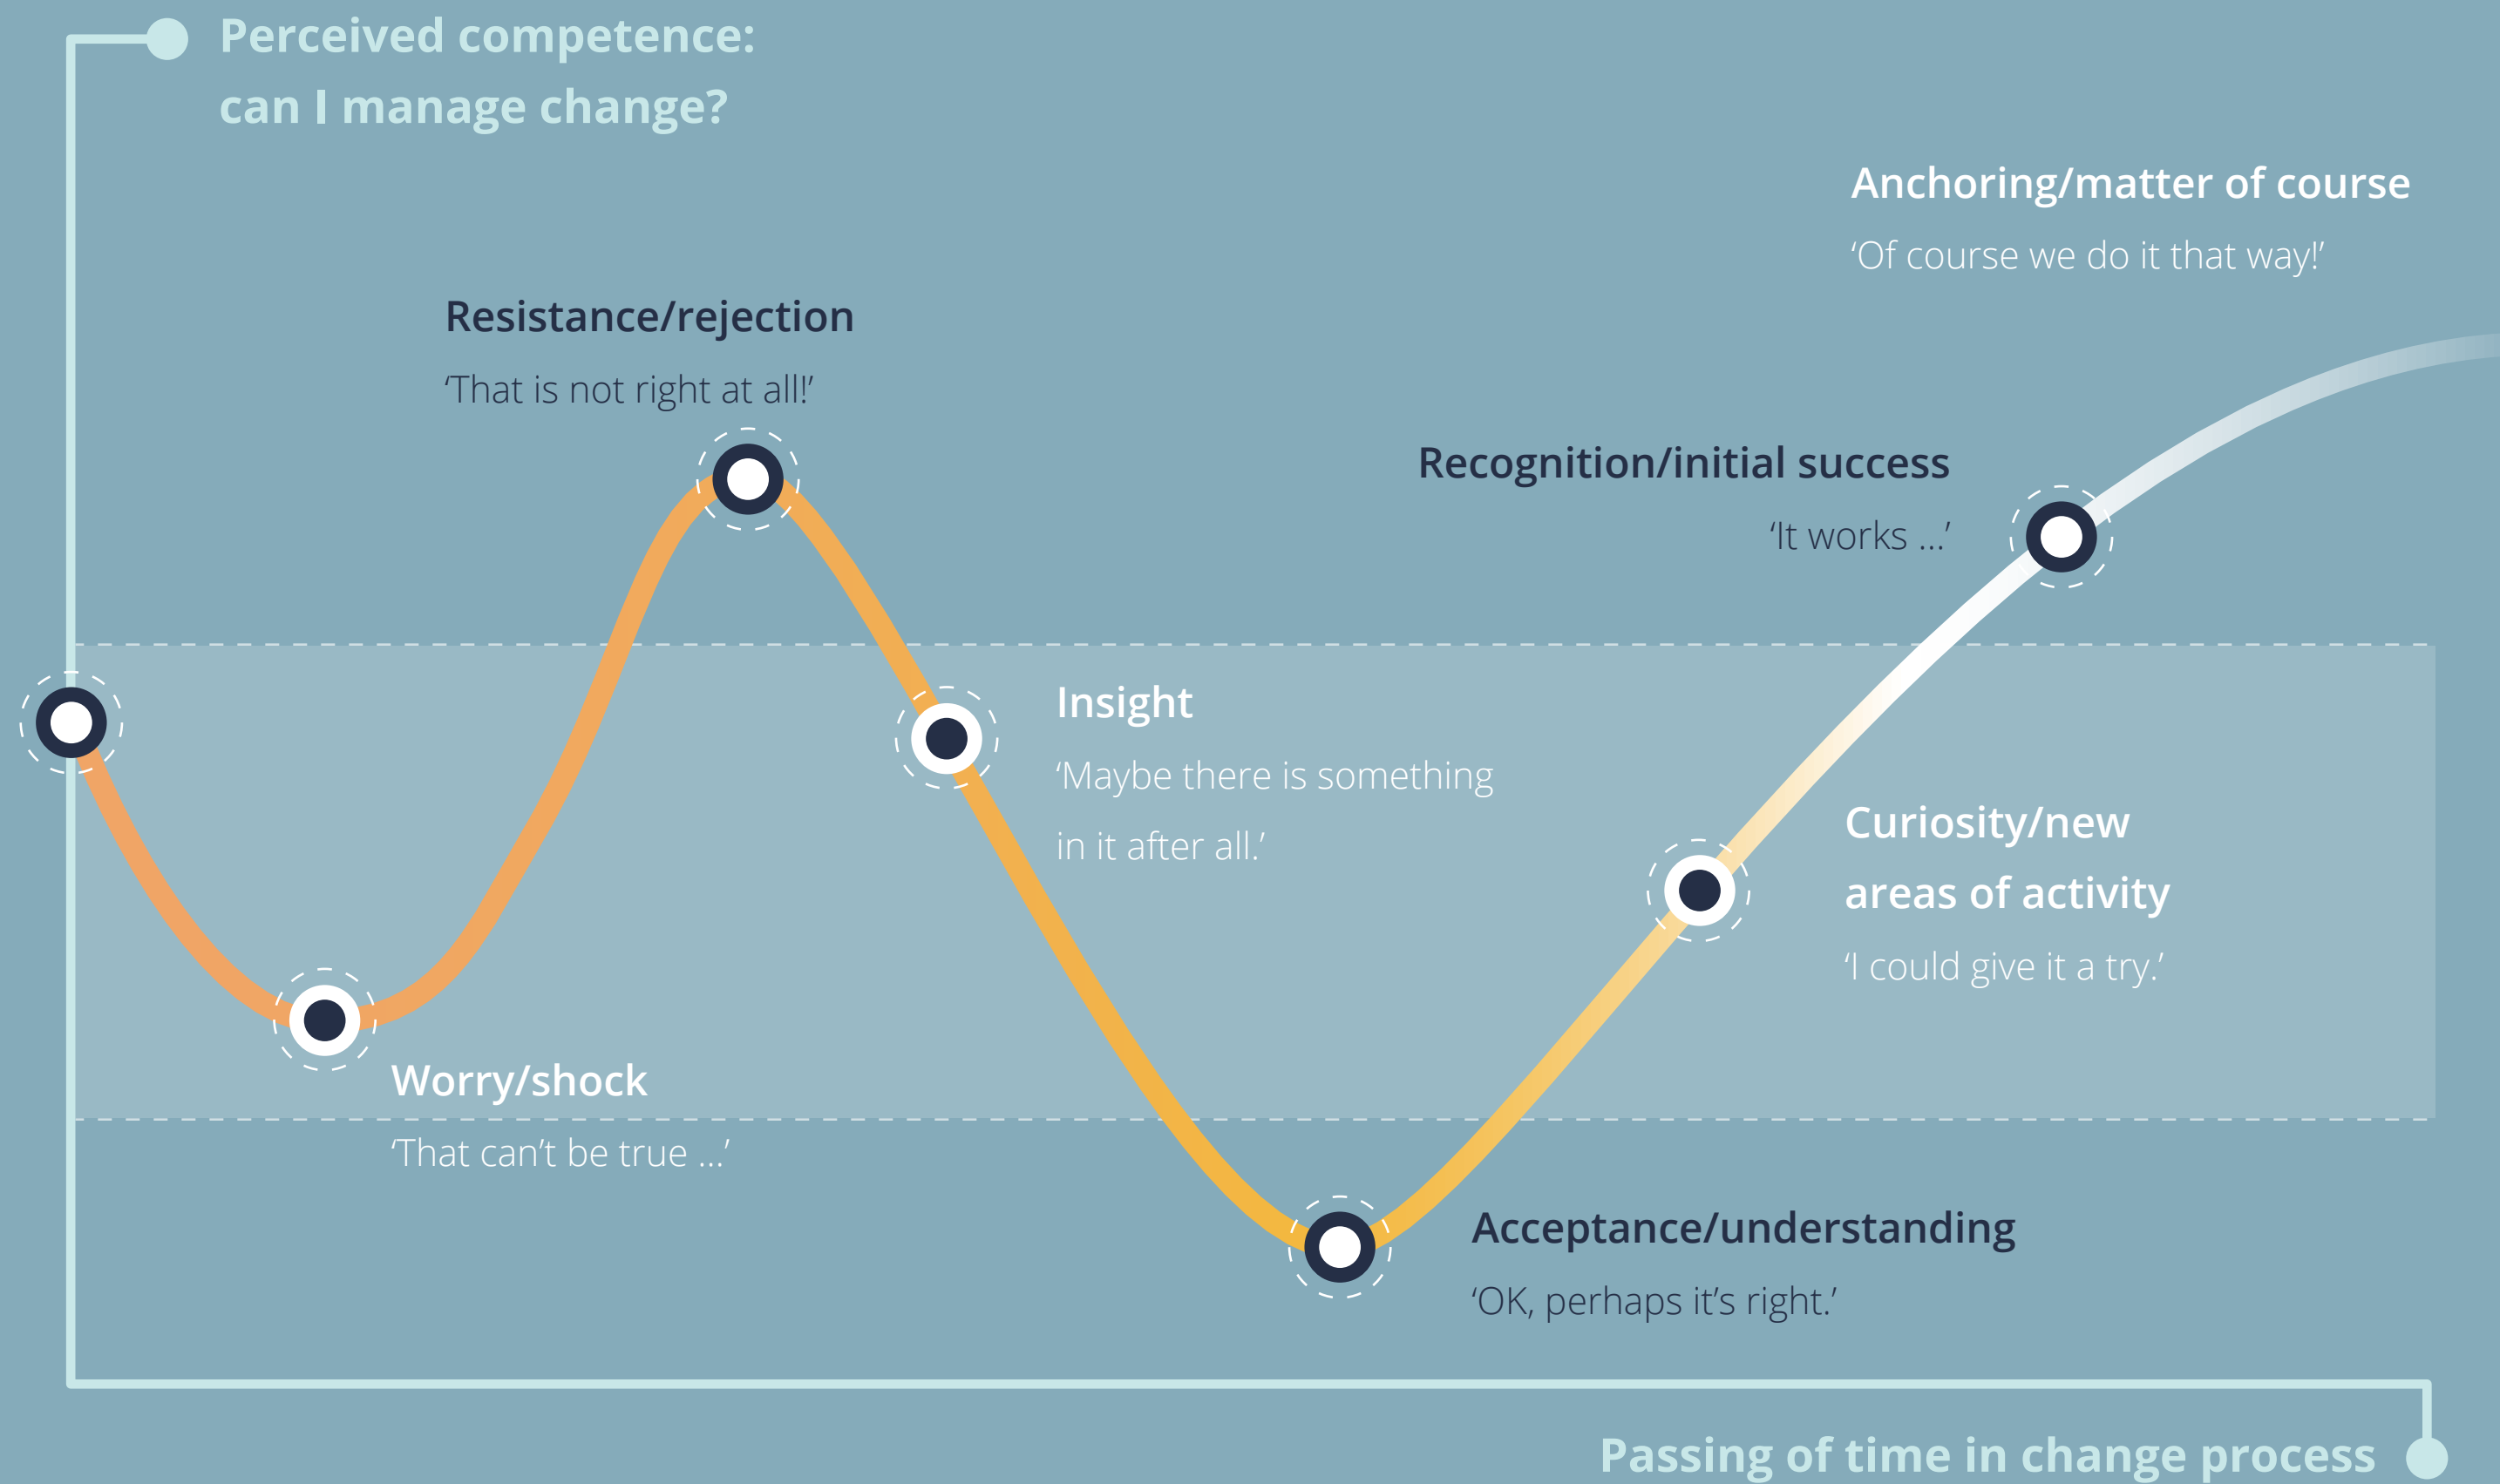 Perceived competence:
can I manage change?
Anchoring/matter of course
‘Of course we do it that way!’
Resistance/rejection
‘That is not right at all!’
Recognition/initial success
‘It works ...’
Insight
‘Maybe there is something
in it after all.’
Curiosity/new
areas of activity
‘I could give it a try.’
Worry/shock
‘That can’t be true ...’
Acceptance/understanding
‘OK, perhaps it’s right.’
Passing of time in change process